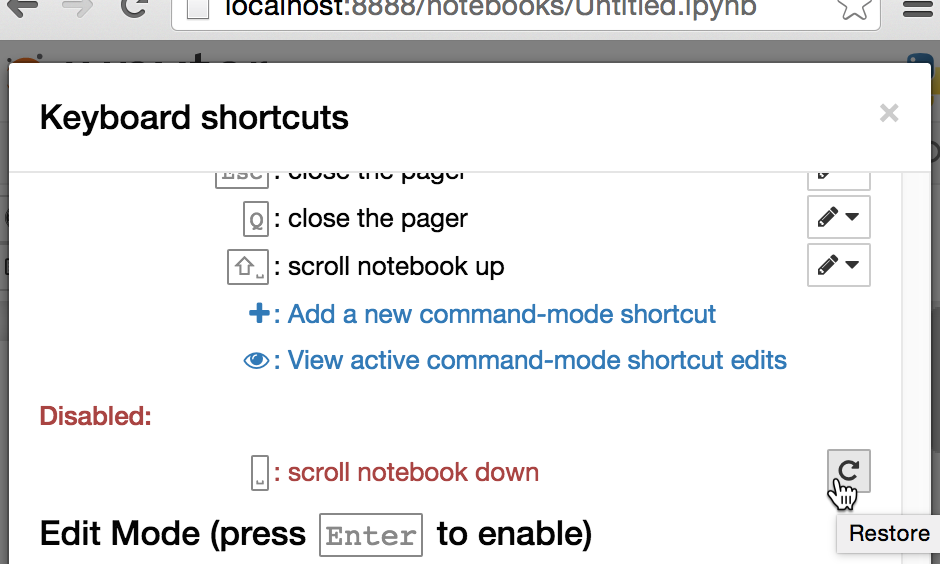 localhost:8888/notebooks/Untitled.ipynb
Keyboard shortcuts ×
Esc : close the pager
Q : close the pager
⇧␣ : scroll notebook up
+ : Add a new command-mode shortcut
: View active command-mode shortcut edits
Disabled:
␣ : scroll notebook down
Edit Mode (press Enter to enable)
Restore